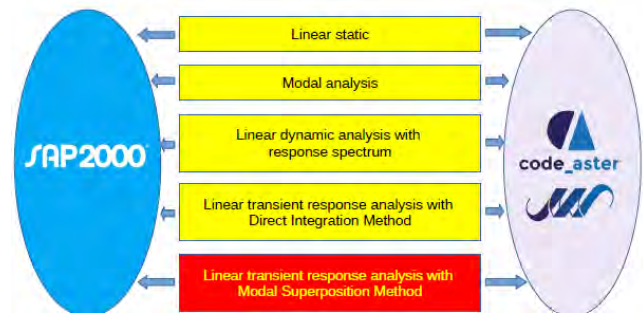 Linear static
Modal analysis
Linear dynamic analysis with
response spectrum
SAP2000
code_aster
Linear transient response analysis with
Direct Integration Method
Linear transient response analysis with
Modal Superposition Method